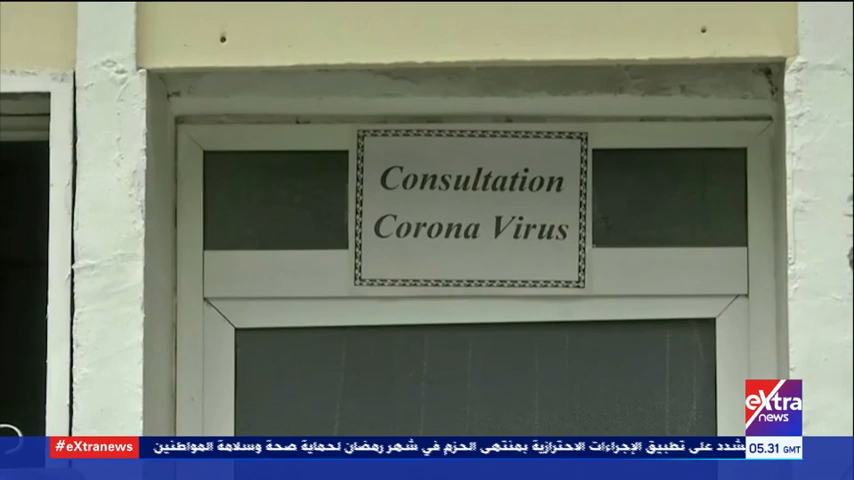 Consultation
Corona Virus
eXtra
news
05.31 GMT
#eXtranews
يشدد على تطبيق الإجراءات الاحترازية بمنتهى الحزم في شهر رمضان لحماية صحة وسلامة المواطنين